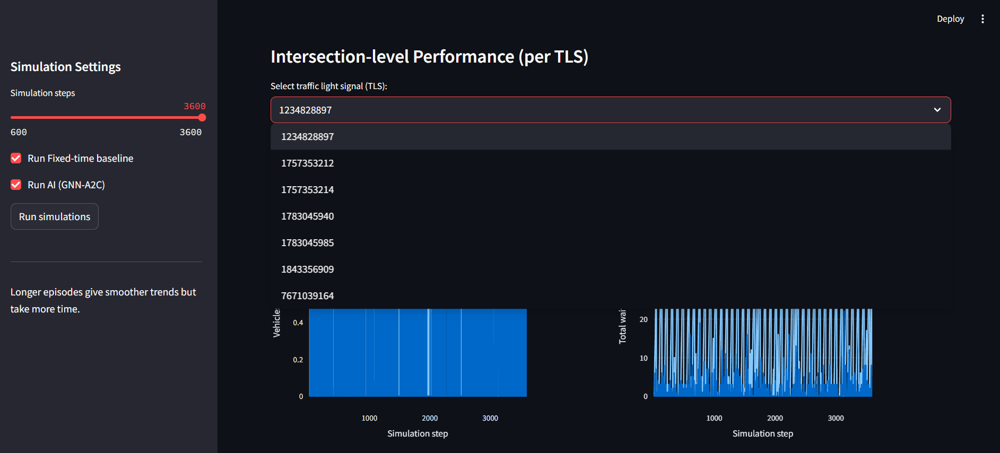 Deploy
Simulation Settings
Simulation steps
3600
600
3600
Run Fixed-time baseline
Run AI (GNN-A2C)
Run simulations
Longer episodes give smoother trends but
take more time.
Intersection-level Performance (per TLS)
Select traffic light signal (TLS):
1234828897
1234828897
1757353212
1757353214
1783045940
1783045985
1843356909
7671039164
0.4
0.2
0
1000
2000
3000
Simulation step
Total
20
10
0
1000
2000
3000
Simulation step